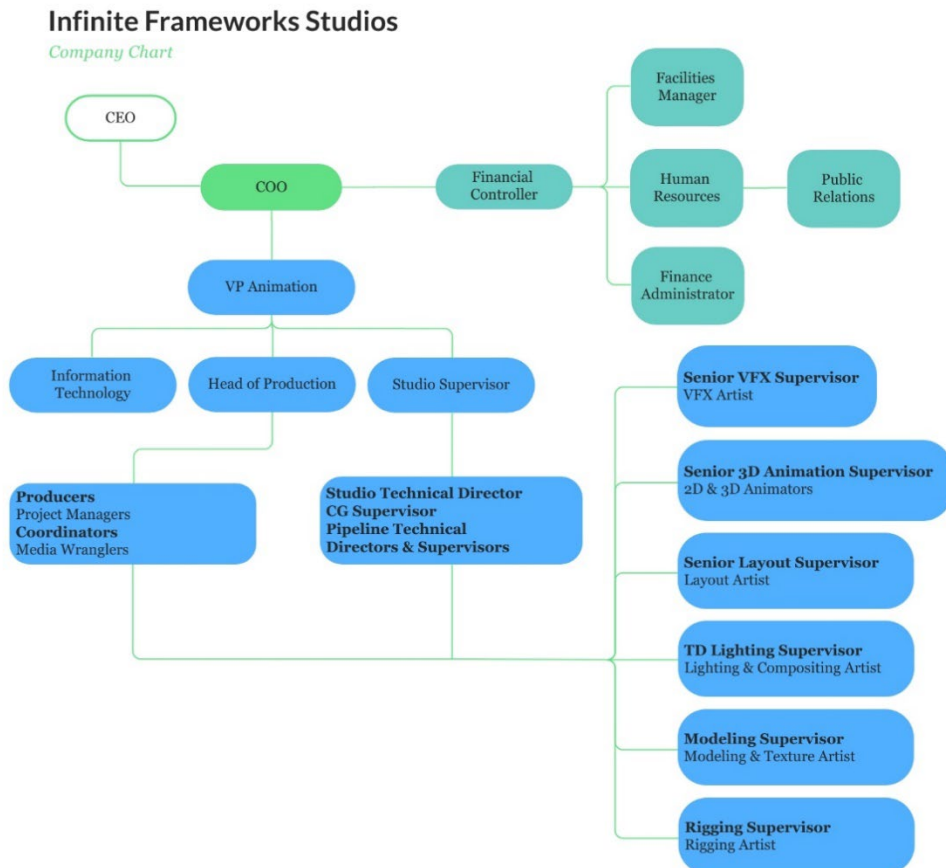 Infinite Frameworks Studios
Company Chart
CEO
COO
Financial
Controller
Facilities
Manager
Human
Resources
Public
Relations
Finance
Administrator
VP Animation
Information
Technology
Head of Production
Studio Supervisor
Producers
Project Managers
Coordinators
Media Wranglers
Studio Technical Director
CG Supervisor
Pipeline Technical
Directors & Supervisors
Senior VFX Supervisor
VFX Artist
Senior 3D Animation Supervisor
2D & 3D Animators
Senior Layout Supervisor
Layout Artist
TD Lighting Supervisor
Lighting & Compositing Artist
Modeling Supervisor
Modeling & Texture Artist
Rigging Supervisor
Rigging Artist